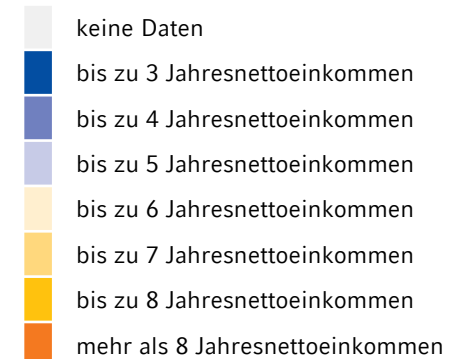 keine Daten
bis zu 3 Jahresnettoeinkommen
bis zu 4 Jahresnettoeinkommen
bis zu 5 Jahresnettoeinkommen
bis zu 6 Jahresnettoeinkommen
bis zu 7 Jahresnettoeinkommen
bis zu 8 Jahresnettoeinkommen
mehr als 8 Jahresnettoeinkommen